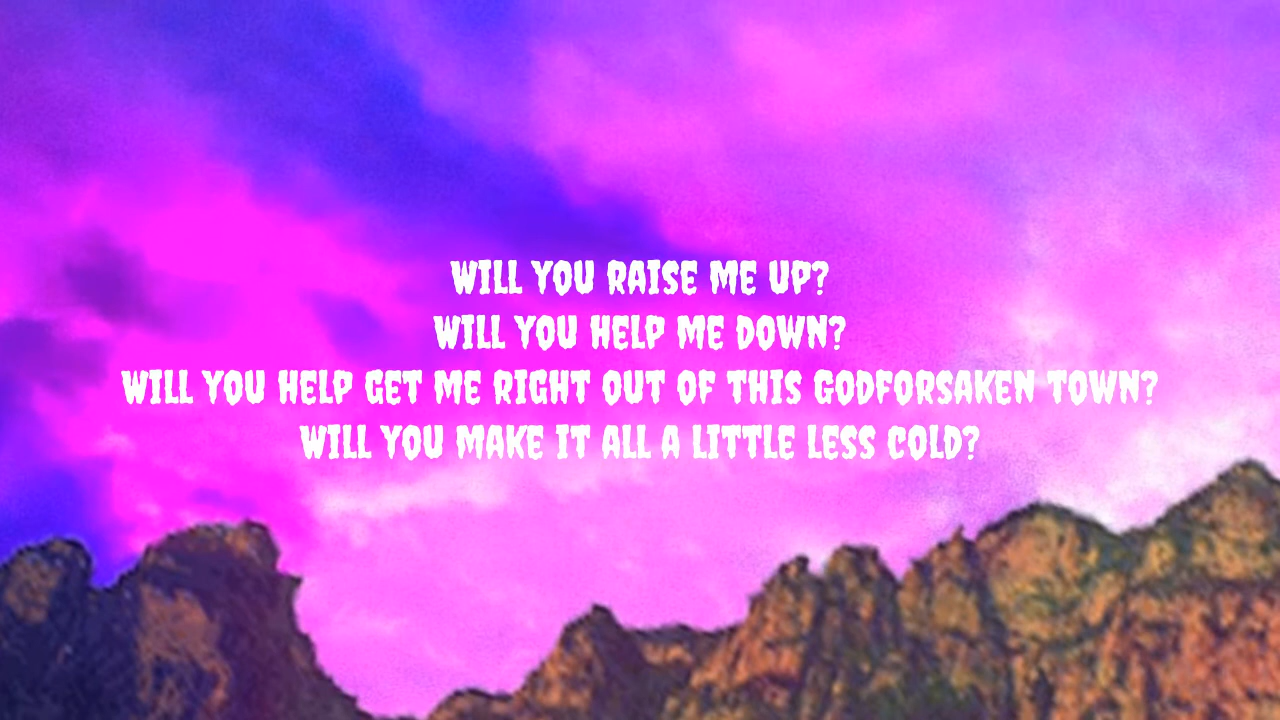 WILL YOU RAISE ME UP?
WILL YOU HELP ME DOWN?
WILL YOU HELP GET ME RIGHT OUT OF THIS GODFORSAKEN TOWN?
WILL YOU MAKE IT ALL A LITTLE LESS COLD?